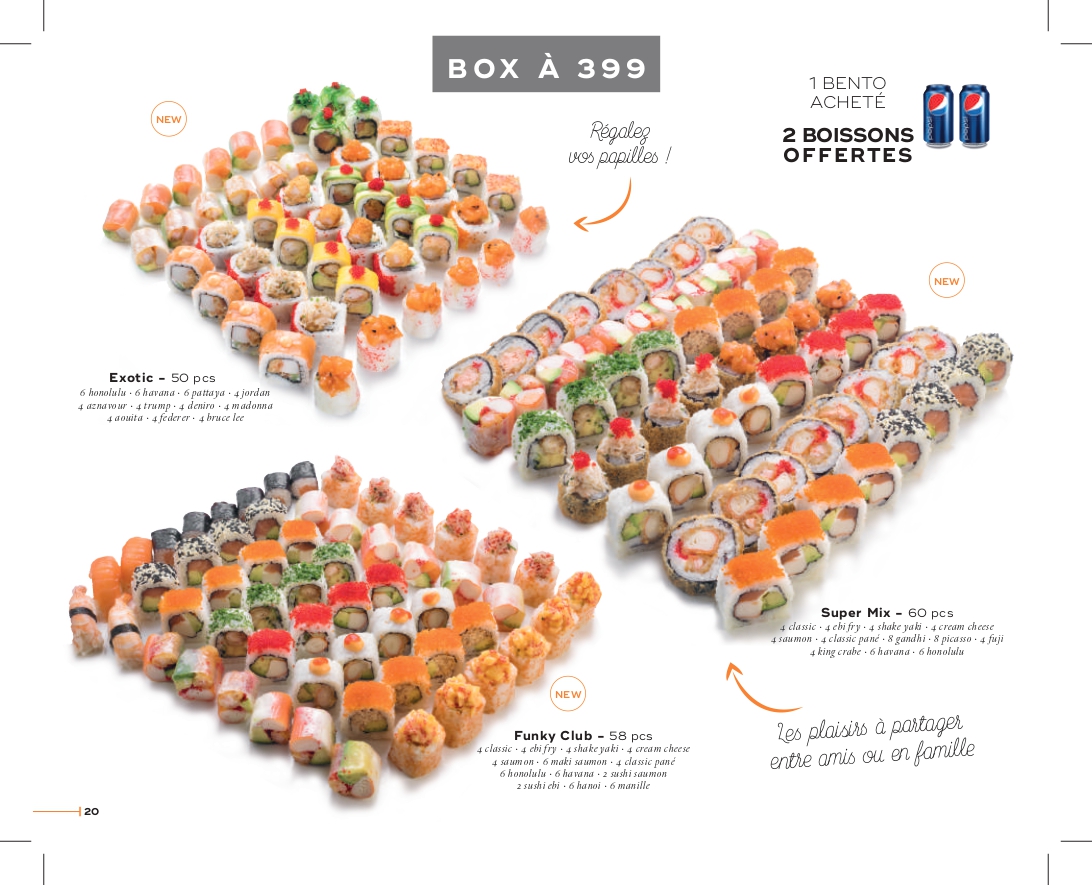 BOX À 399
1 BENTO
ACHETÉ
2 BOISSONS
OFFERTES
pepsi
pepsi
NEW
Régalez
vos papilles !
NEW
Exotic – 50 pcs
6 honolulu · 6 havana · 6 pattaya · 4 jordan
4 aznavour · 4 trump · 4 deniro · 4 madonna
4 aouita · 4 féderer · 4 bruce lee
Super Mix – 60 pcs
4 classic · 4 ebi fry · 4 shake yaki · 4 cream cheese
4 saumon · 4 classic pané · 8 gandhi · 8 picasso · 4 fuji
4 king crabe · 6 havana · 6 honolulu
NEW
Funky Club – 58 pcs
4 classic · 4 ebi fry · 4 shake yaki · 4 cream cheese
4 saumon · 6 maki saumon · 4 classic pané
6 honolulu · 6 havana · 2 sushi saumon
2 sushi ebi · 6 hanoi · 6 manille
Les plaisirs à partager
entre amis ou en famille
20